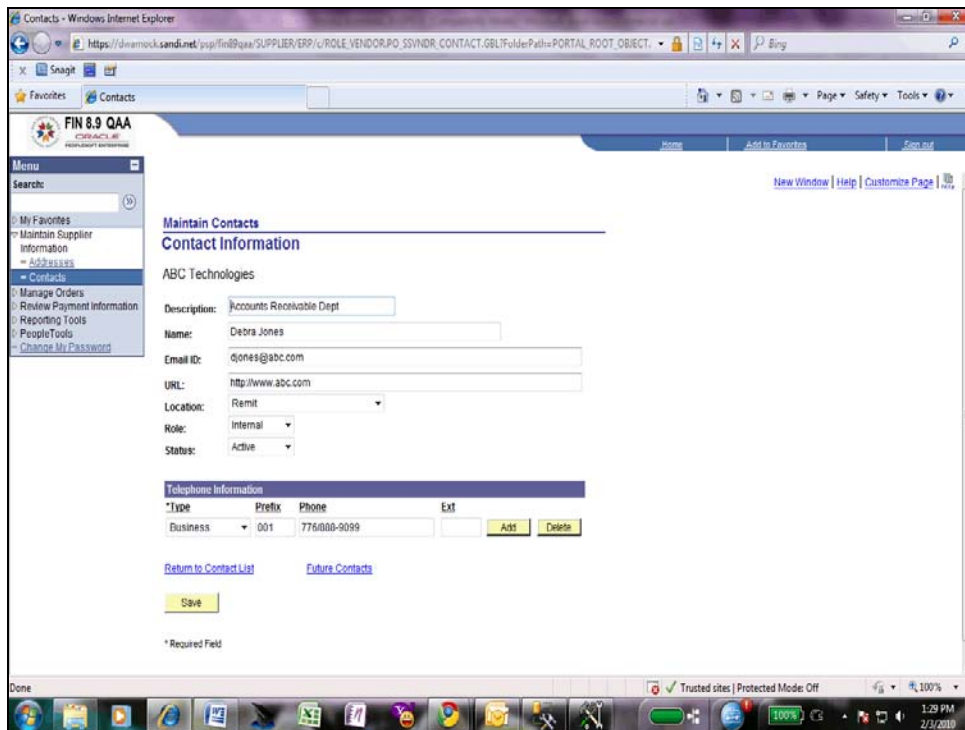 Contacts - Windows Internet Explorer
https://dwarnock.sandi.net/psp/fin89qaa/SUPPLIER/ERP/c/ROLE_VENDOR.PO_SSVNDR_CONTACT.GBL?FolderPath=PORTAL_ROOT_OBJECT. Bing
x Snagit
Favorites Contacts Page Safety Tools
FIN 8.9 QAA
ORACLE
PEOPLESOFT ENTERPRISE
Home Add to Favorites Sign out
Menu
New Window | Help | Customize Page |
Search:
My Favorites
Maintain Supplier
Information
Addresses
Contacts
Manage Orders
Review Payment Information
Reporting Tools
PeopleTools
Change My Password
Maintain Contacts
Contact Information
ABC Technologies
Description: Accounts Receivable Dept
Name: Debra Jones
Email ID: djones@abc.com
URL: http://www.abc.com
Location: Remit
Role: Internal
Status: Active
Telephone Information
*Type Prefix Phone Ext
Business 001 776/888-9099 Add Delete
Return to Contact List Future Contacts
Save
* Required Field
Done Trusted sites | Protected Mode: Off 100%
100% 1:29 PM
2/3/2010